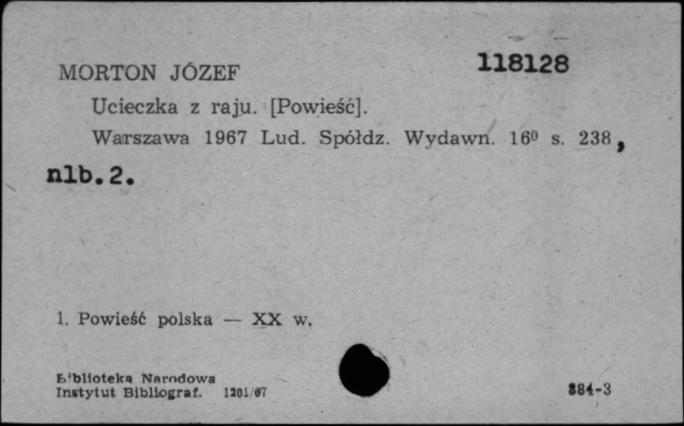 118128
MORTON JÓZEF
Ucieczka z raju. [Powieść].
Warszawa 1967 Lud. Spółdz. Wydawn. 16⁰ s. 238,
nlb. 2.
1. Powieść polska — XX w.
Biblioteka Narodowa
Instytut Bibliograf. 1201/67
884-3